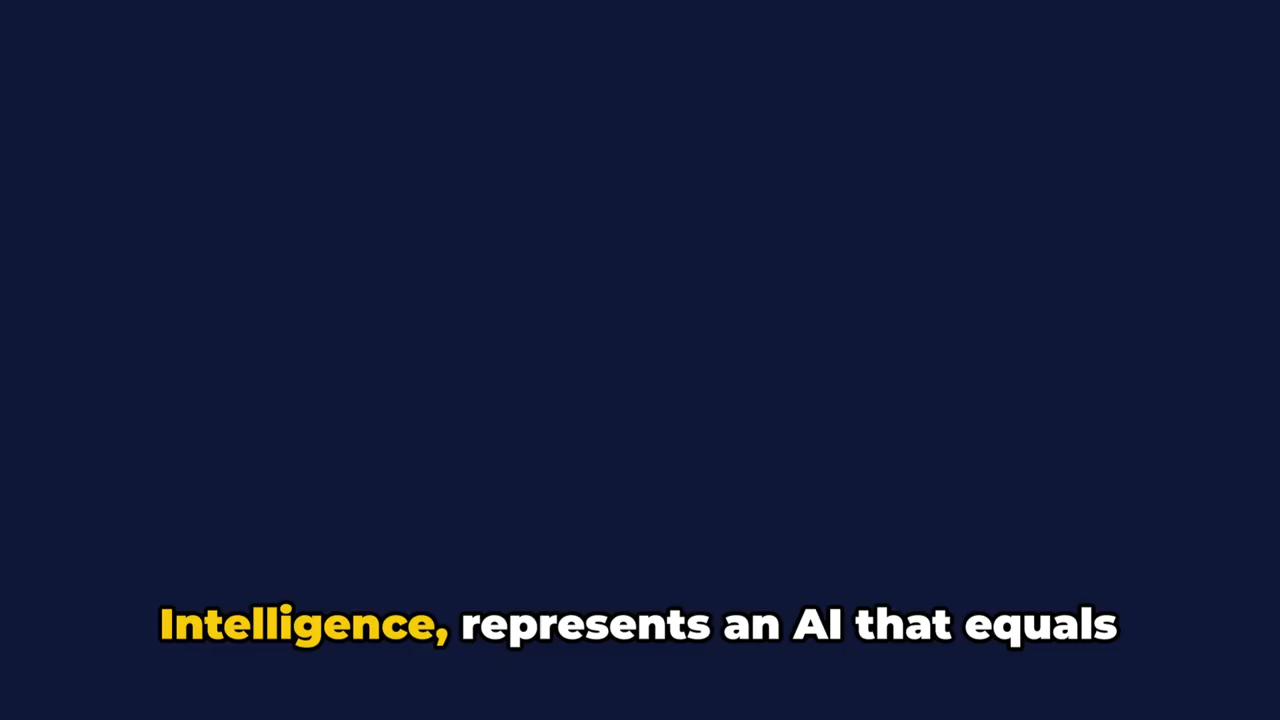 Intelligence, represents an AI that equals